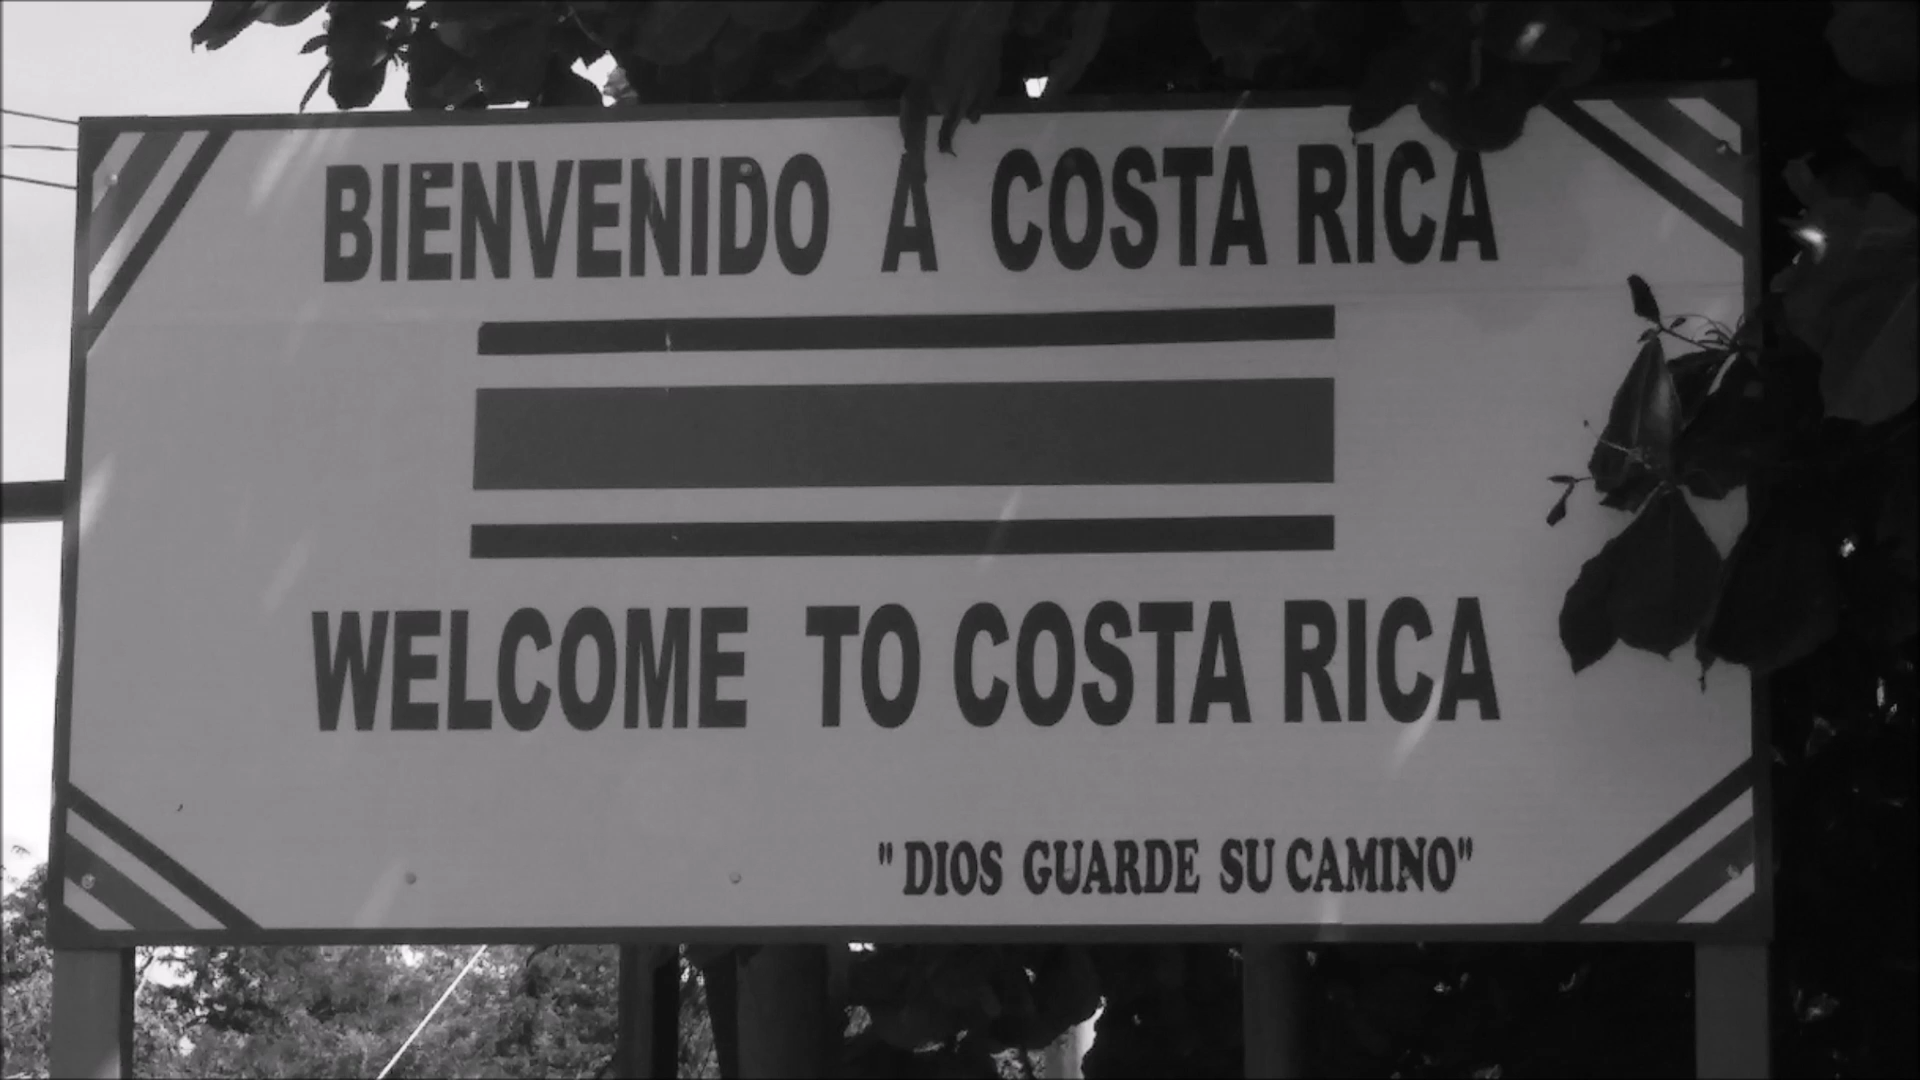 BIENVENIDO A COSTA RICA
WELCOME TO COSTA RICA
"DIOS GUARDE SU CAMINO"